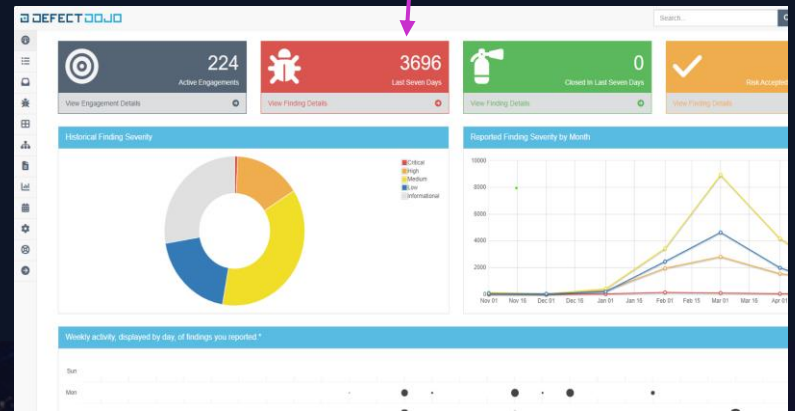 DEFECTDOJO
Search...
224
Active Engagements
View Engagement Details
3696
Last Seven Days
View Finding Details
0
Closed In Last Seven Days
View Finding Details
Risk Accepted
View Finding Details
Historical Finding Severity
Critical
High
Medium
Low
Informational
Reported Finding Severity by Month
10000
8000
6000
4000
2000
0
Nov 01 Nov 16 Dec 01 Dec 16 Jan 01 Jan 16 Feb 01 Feb 15 Mar 01 Mar 16 Apr 01
Weekly activity, displayed by day, of findings you reported.*
Sun
Mon